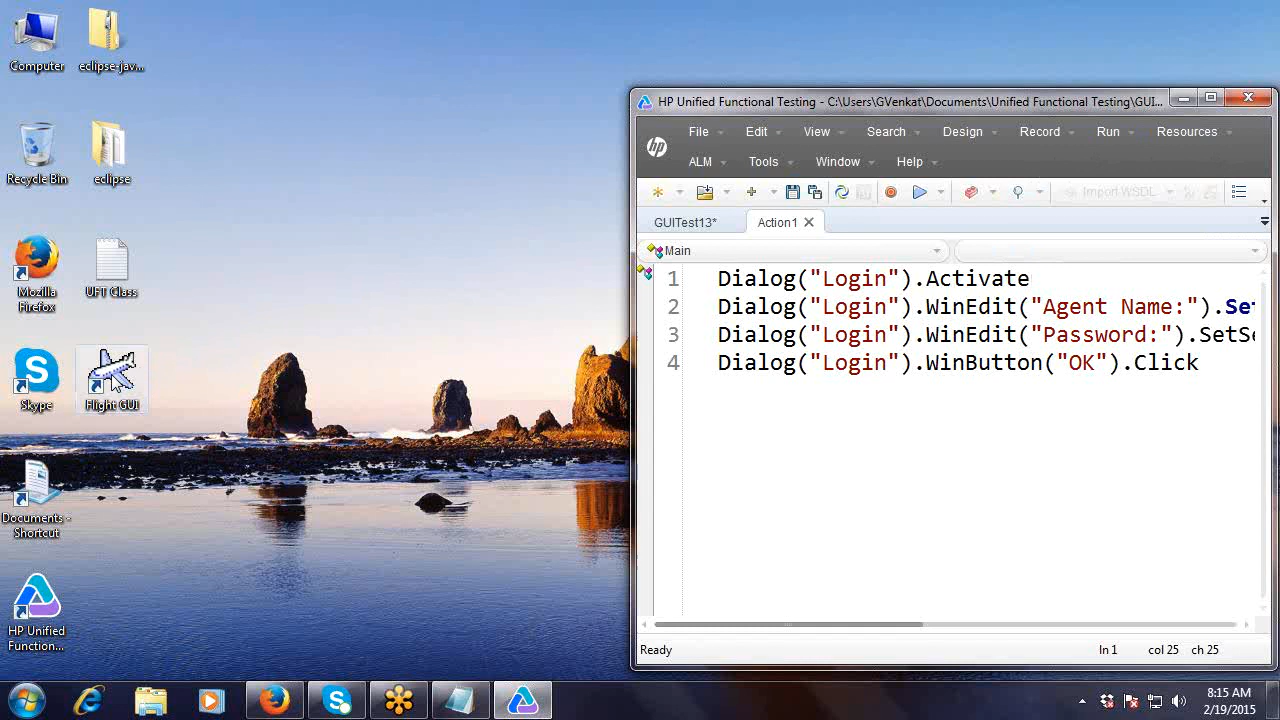 Computer
eclipse-jav...
Recycle Bin
eclipse
Mozilla
Firefox
UFT Class
Skype
Flight GUI
Documents -
Shortcut
HP Unified
Function...
HP Unified Functional Testing - C:\Users\GVenkat\Documents\Unified Functional Testing\GUI...
hp
File Edit View Search Design Record Run Resources
ALM Tools Window Help
Import WSDL
GUITest13* Action1
Main
1 Dialog("Login").Activate
2 Dialog("Login").WinEdit("Agent Name:").Set
3 Dialog("Login").WinEdit("Password:").SetSe
4 Dialog("Login").WinButton("OK").Click
Ready ln 1 col 25 ch 25
8:15 AM
2/19/2015